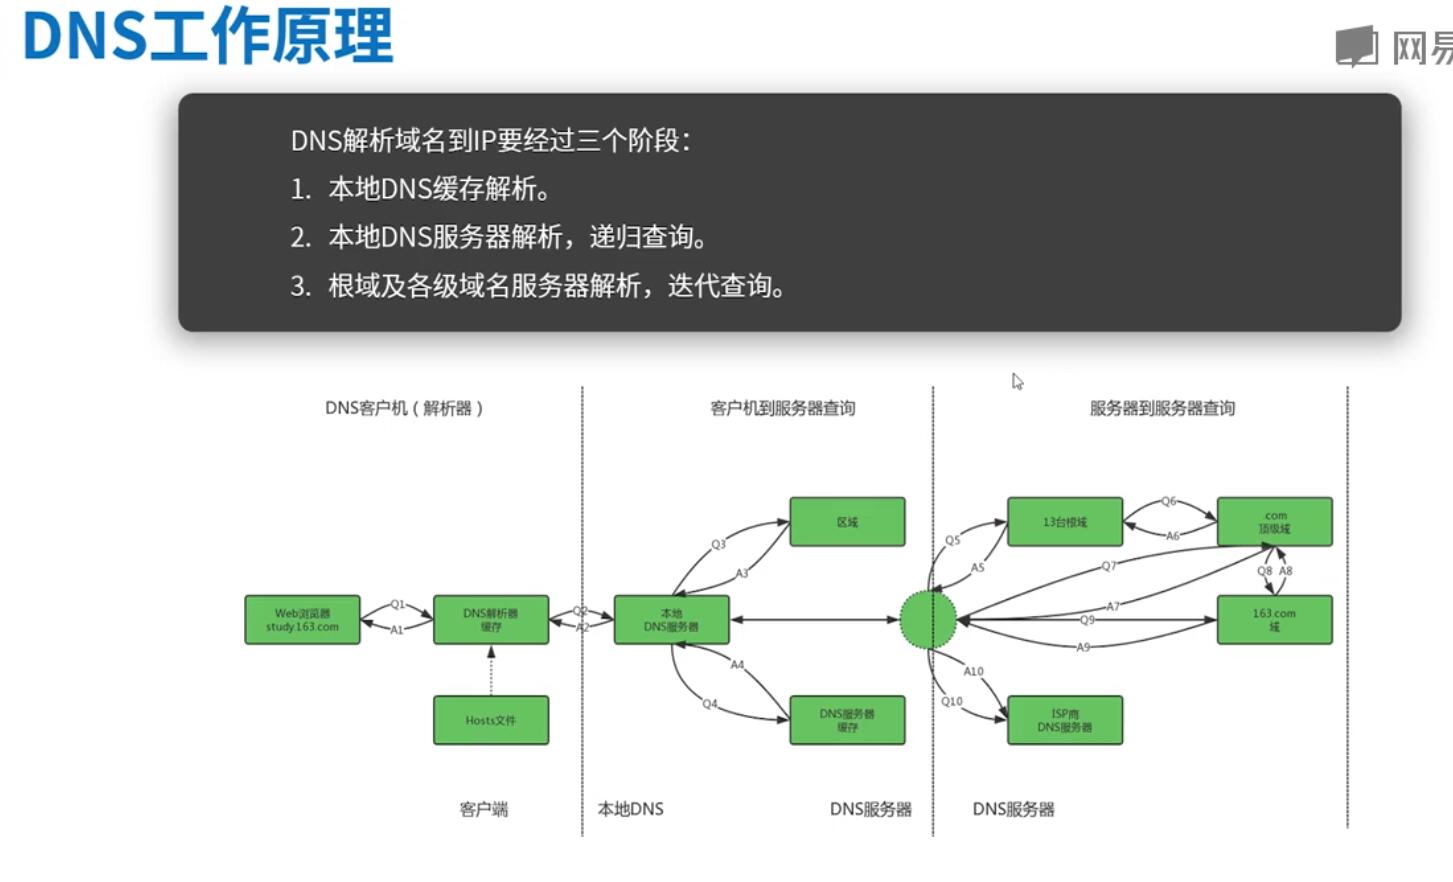 DNS工作原理
网易
DNS解析域名到IP要经过三个阶段：
1. 本地DNS缓存解析。
2. 本地DNS服务器解析，递归查询。
3. 根域及各级域名服务器解析，迭代查询。
DNS客户机（解析器）
客户机到服务器查询
服务器到服务器查询
Q6
Q5
13台根域
.com
顶级域
区域
Q3
A6
A3
A5
Q7
Q8
A8
Q1
Q2
A7
Web浏览器
study.163.com
DNS解析器
缓存
本地
DNS服务器
163.com
域
A1
A2
Q9
A9
A4
A10
Q4
Q10
Hosts文件
DNS服务器
缓存
ISP商
DNS服务器
客户端
本地DNS
DNS服务器
DNS服务器